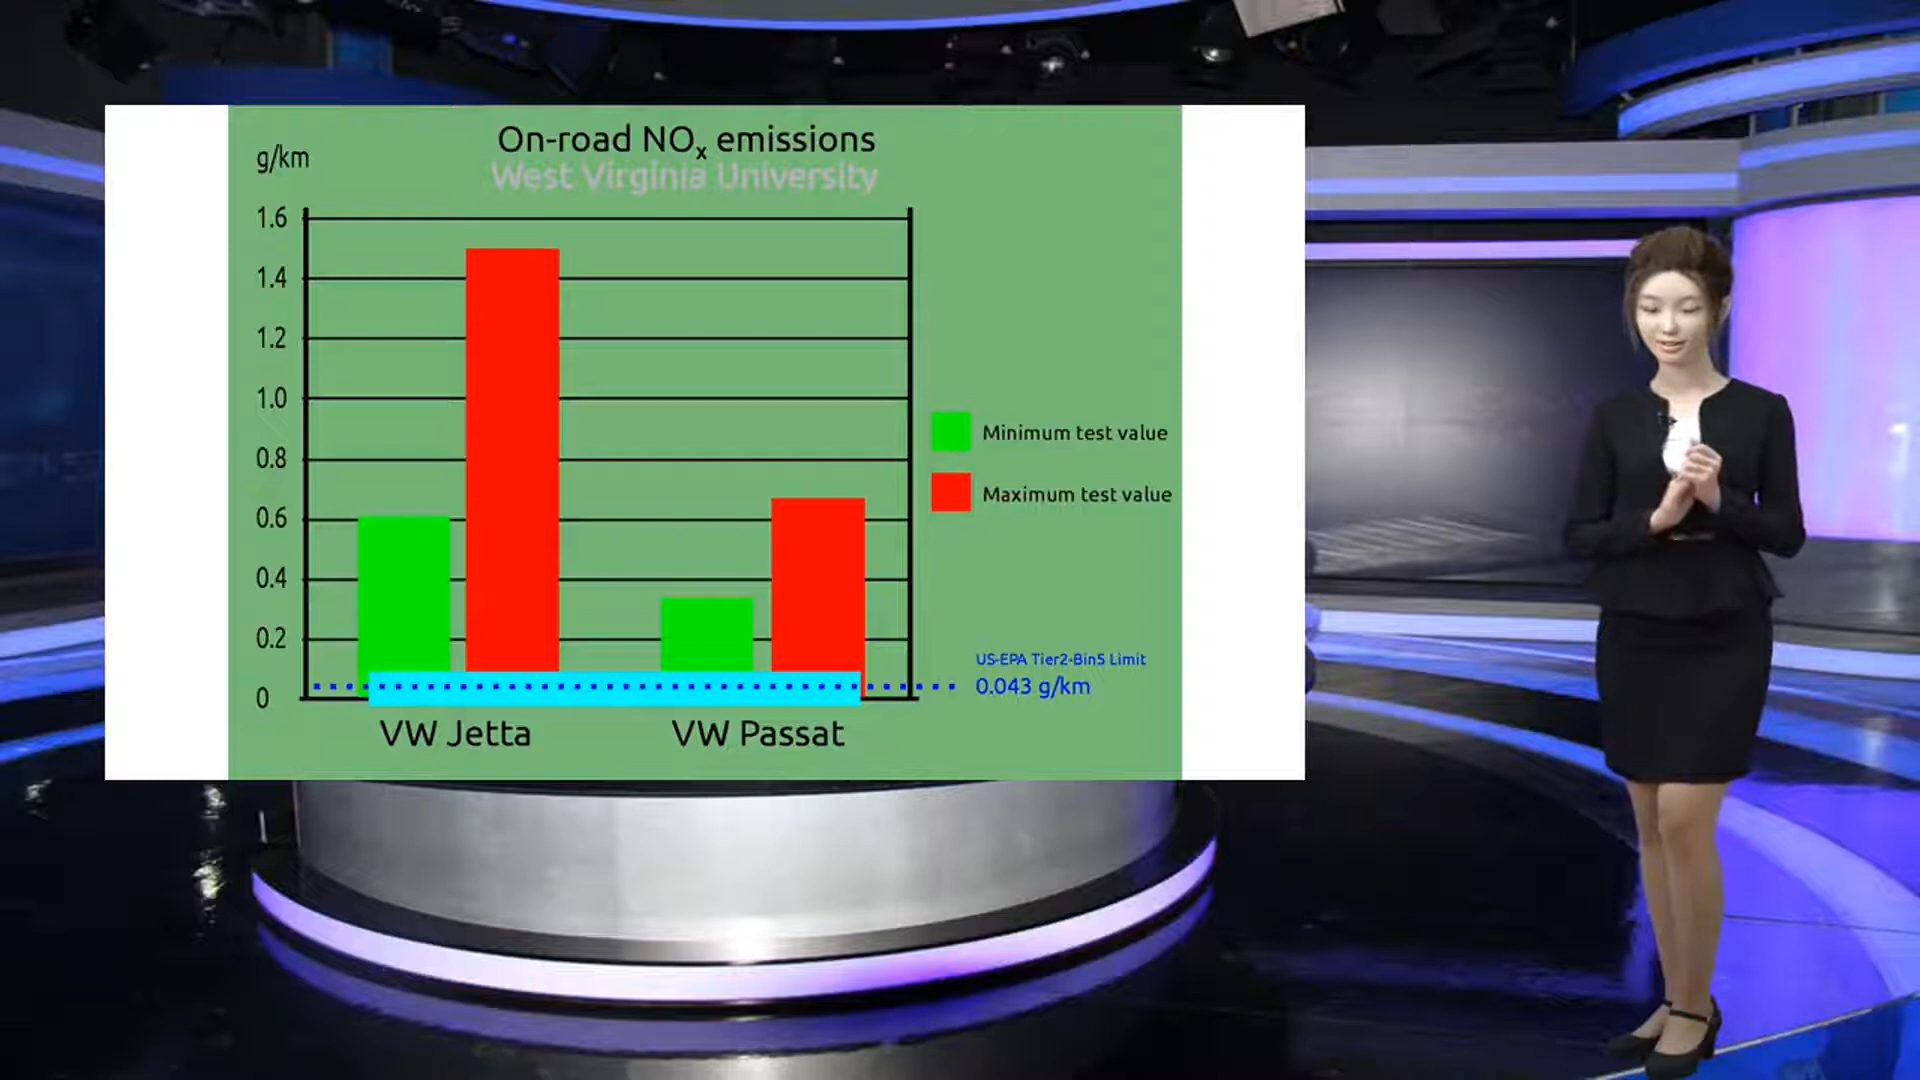 On-road NOx emissions
West Virginia University
g/km
1.6
1.4
1.2
1.0
0.8
0.6
0.4
0.2
0
Minimum test value
Maximum test value
US-EPA Tier2-Bin5 Limit
0.043 g/km
VW Jetta
VW Passat